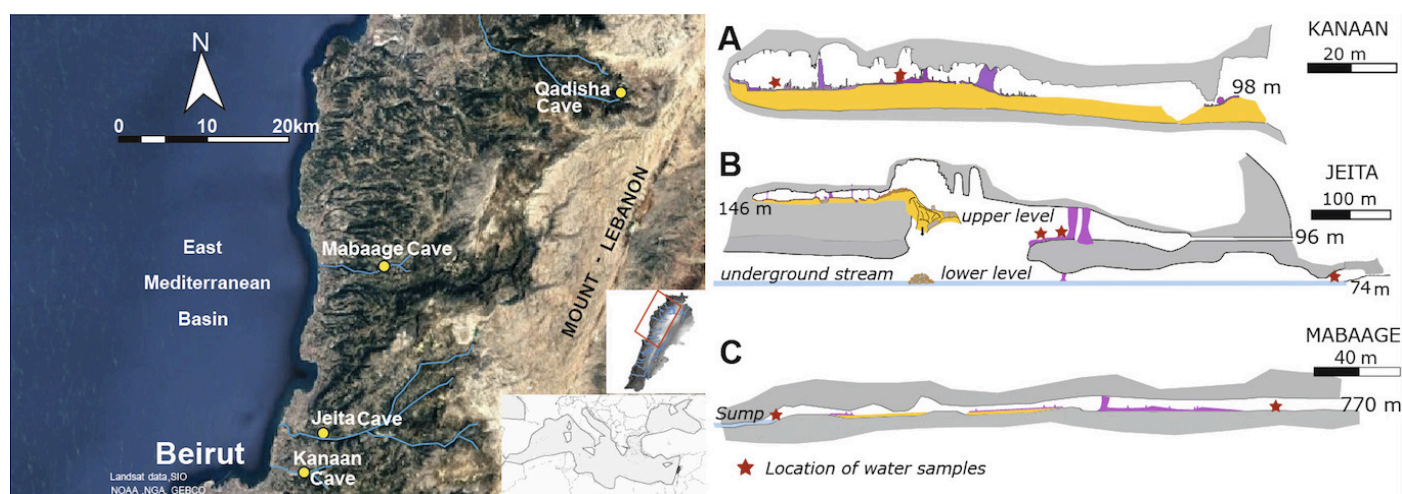 N
0 10 20km
Qadisha
Cave
MOUNT - LEBANON
East
Mediterranean
Basin
Mabaage Cave
Jeita Cave
Beirut
Kanaan
Cave
Landsat data,SIO
NOAA ,NGA, GEBCO
A
KANAAN
20 m
98 m
B
JEITA
100 m
146 m
upper level
96 m
underground stream
lower level
74 m
C
MABAAGE
40 m
Sump
770 m
Location of water samples